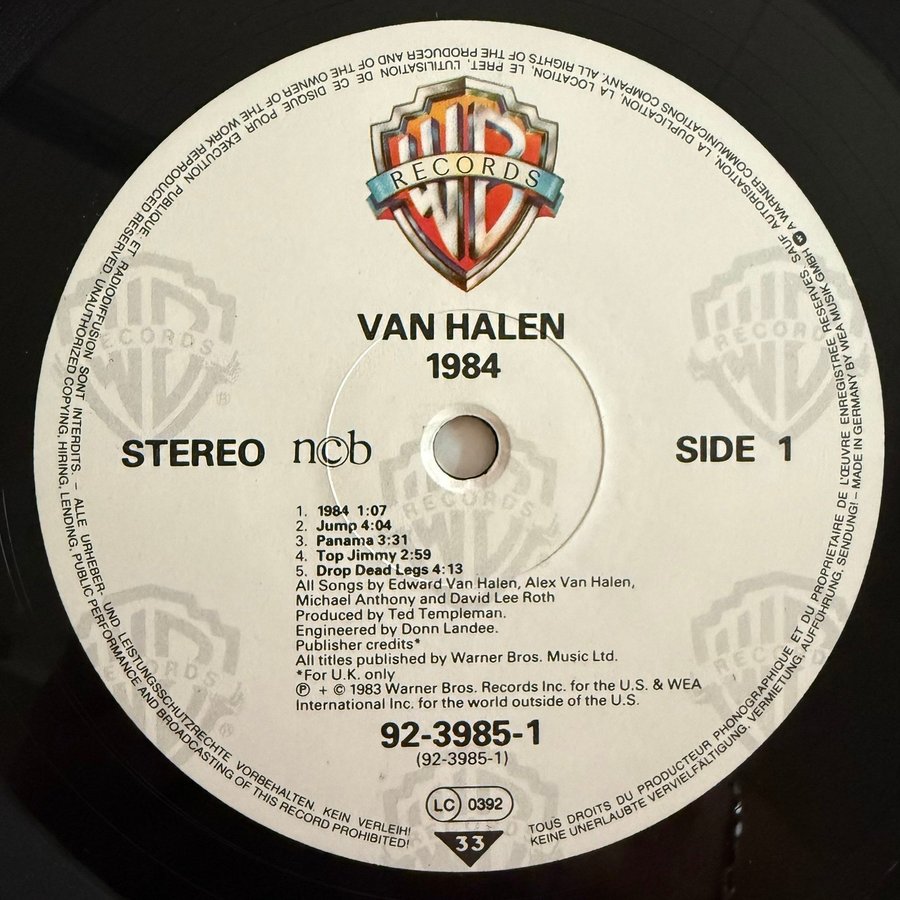 WB
RECORDS
VAN HALEN
1984
STEREO ncb SIDE 1
1. 1984 1:07
2. Jump 4:04
3. Panama 3:31
4. Top Jimmy 2:59
5. Drop Dead Legs 4:13
All Songs by Edward Van Halen, Alex Van Halen,
Michael Anthony and David Lee Roth
Produced by Ted Templeman.
Engineered by Donn Landee.
Publisher credits*
All titles published by Warner Bros. Music Ltd.
*For U.K. only
Ⓟ + © 1983 Warner Bros. Records Inc. for the U.S. & WEA
International Inc. for the world outside of the U.S.
92-3985-1
(92-3985-1)
LC 0392
33
TOUS DROITS DU PRODUCTEUR PHONOGRAPHIQUE ET DU PROPRIETAIRE DE L'ŒUVRE ENREGISTREE RESERVES. SAUF AUTORISATION, LA DUPLICATION, LA LOCATION, LE PRET, L'UTILISATION DE CE DISQUE POUR EXECUTION PUBLIQUE ET RADIODIFFUSION SONT INTERDITS. – ALLE URHEBER- UND LEISTUNGSSCHUTZRECHTE VORBEHALTEN. KEIN VERLEIH!
KEINE UNERLAUBTE VERVIELFÄLTIGUNG, VERMIETUNG, AUFFÜHRUNG, SENDUNG! – MADE IN GERMANY BY WEA MUSIK GMBH A WARNER COMMUNICATIONS COMPANY. ALL RIGHTS OF THE PRODUCER AND OF THE OWNER OF THE WORK REPRODUCED RESERVED. UNAUTHORIZED COPYING, HIRING, LENDING, PUBLIC PERFORMANCE AND BROADCASTING OF THIS RECORD PROHIBITED!